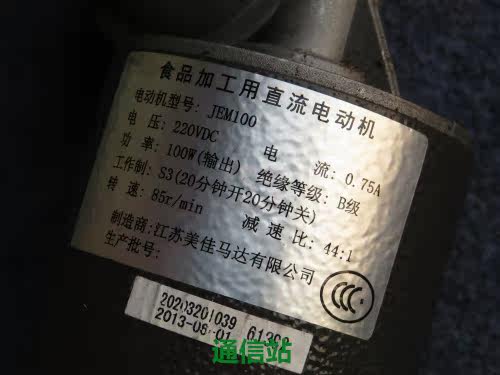 食品加工用直流电动机
电动机型号: JEM100
电 压: 220VDC 电 流: 0.75A
功 率: 100W(输出) 绝缘等级: B级
工作制: S3(20分钟开20分钟关)
转 速: 85r/min 减 速 比: 44:1
制造商: 江苏美佳马达有限公司
生产批号:
20203201039
2013-08-01
通信站